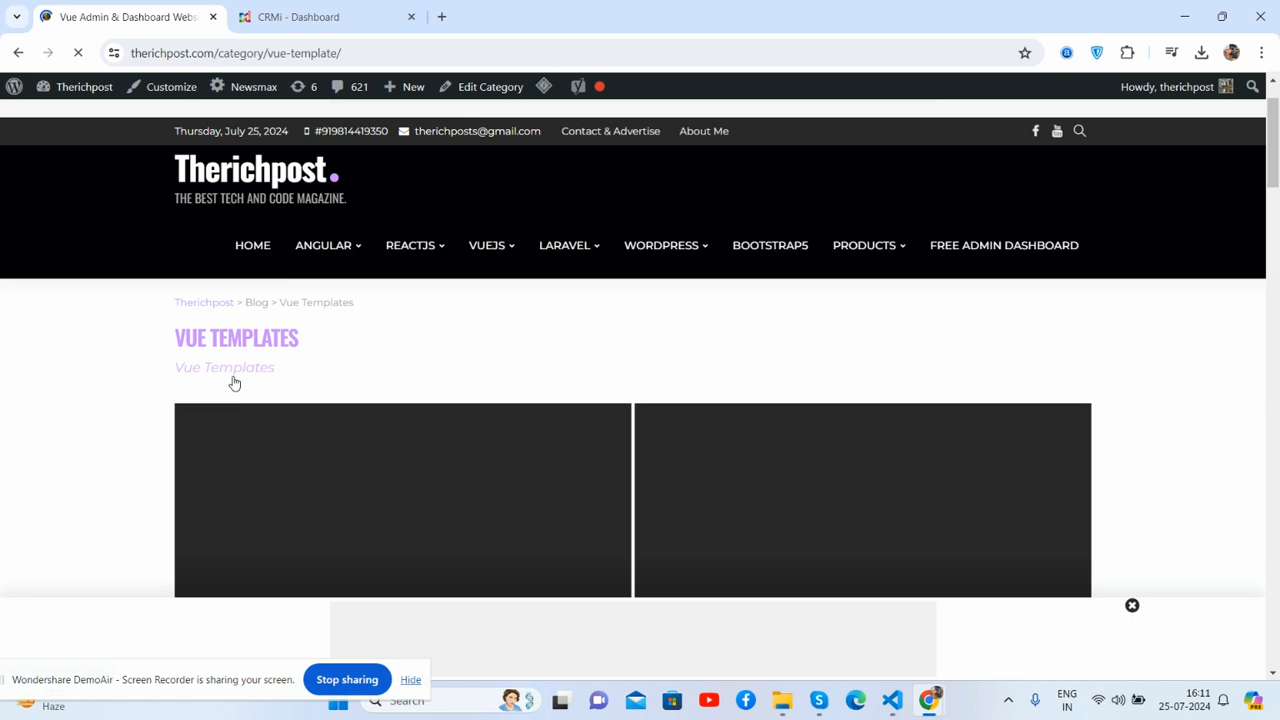 Vue Admin & Dashboard Webs
CRMi - Dashboard
therichpost.com/category/vue-template/
Therichpost
Customize
Newsmax
6
621
New
Edit Category
Howdy, therichpost
Thursday, July 25, 2024
#919814419350
therichposts@gmail.com
Contact & Advertise
About Me
Therichpost.
THE BEST TECH AND CODE MAGAZINE.
HOME
ANGULAR
REACTJS
VUEJS
LARAVEL
WORDPRESS
BOOTSTRAP5
PRODUCTS
FREE ADMIN DASHBOARD
Therichpost > Blog > Vue Templates
VUE TEMPLATES
Vue Templates
Wondershare DemoAir - Screen Recorder is sharing your screen.
Stop sharing
Hide
Haze
Search
ENG
IN
16:11
25-07-2024